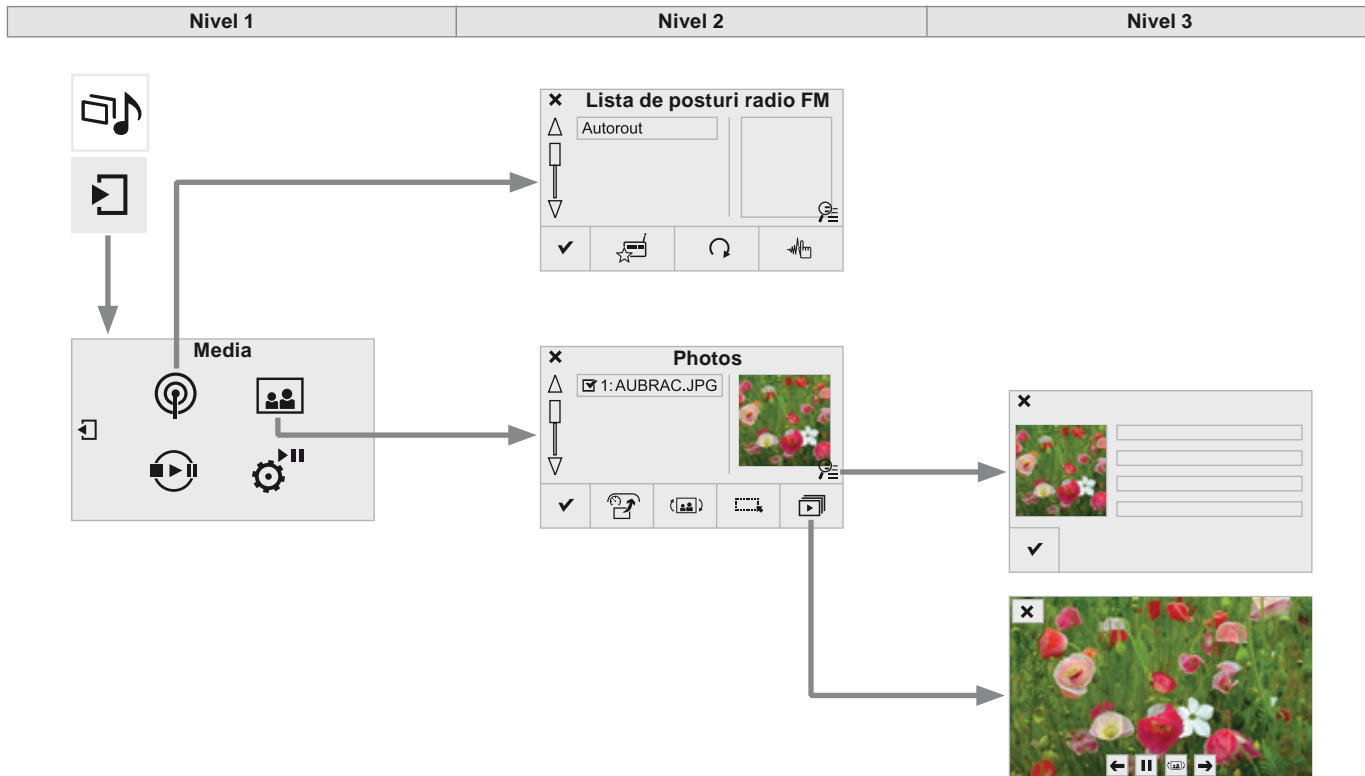 Nivel 1
Nivel 2
Nivel 3
Lista de posturi radio FM
Autorout
Media
Photos
1: AUBRAC.JPG